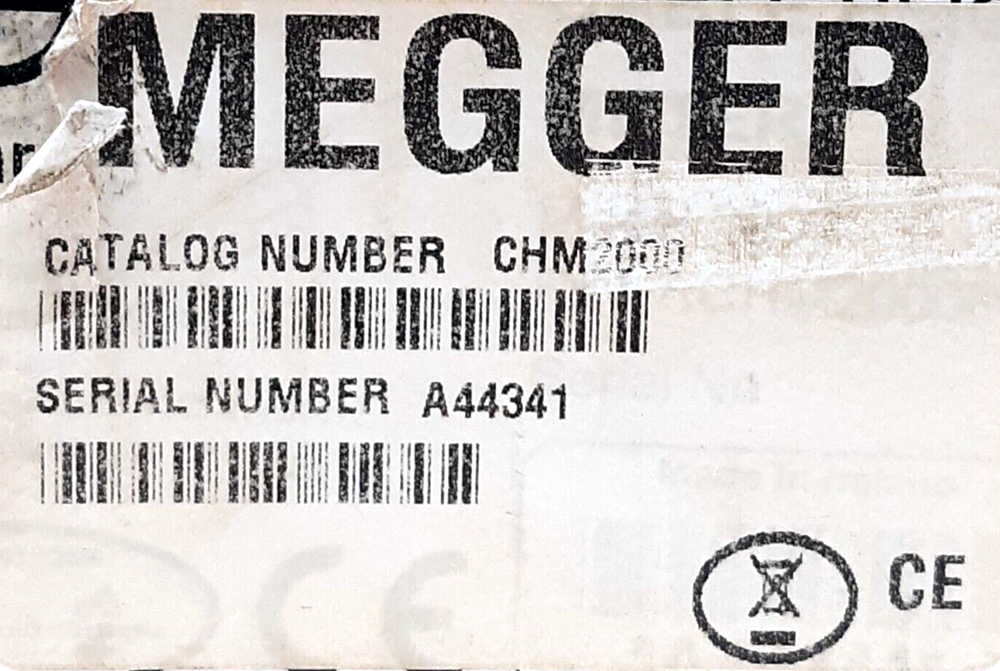 MEGGER
CATALOG NUMBER CHM2000
SERIAL NUMBER A44341
CE